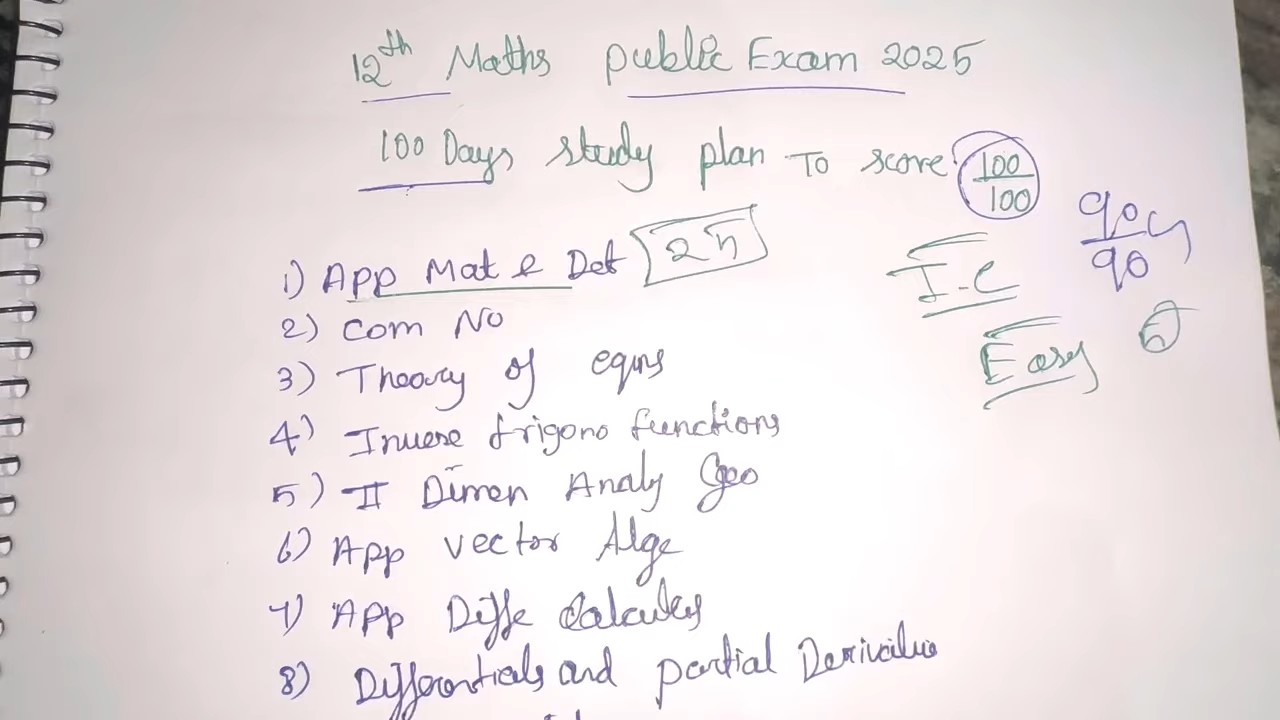 12th Maths public Exam 2025
100 Days study plan To score 100/100
90/90
I-C
Easy
1) App Mat & Det
2) Com No
3) Theory of eqns
4) Inverse trigono functions
5) II Dimen Analy Geo
6) App vector Alge
7) App Diffe Calculus
8) Differentials and partial Derivative